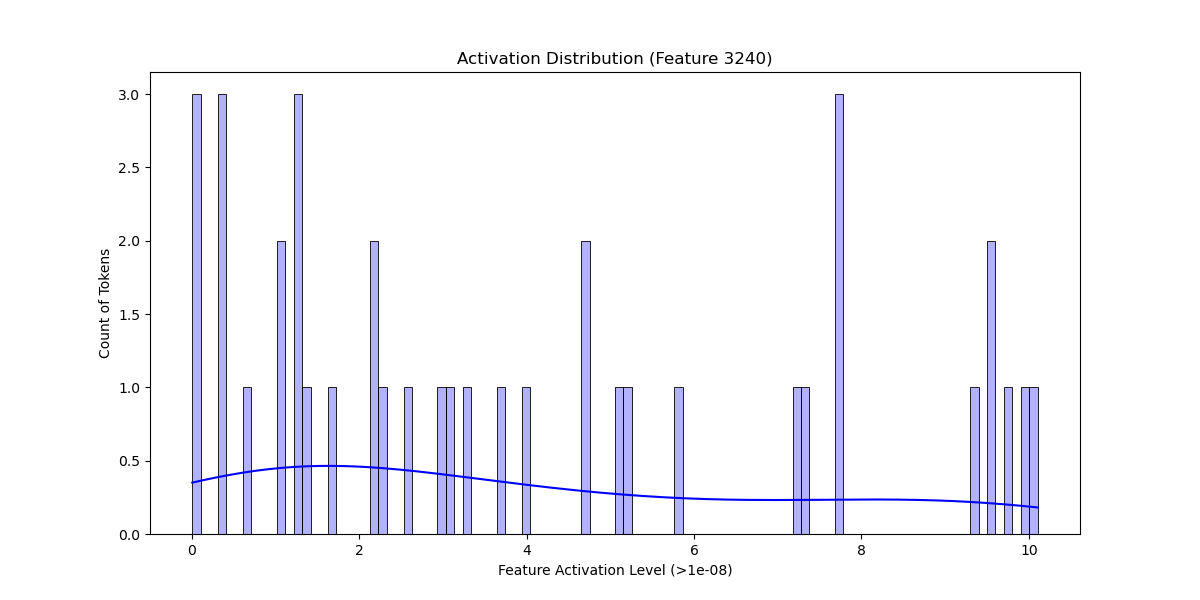 Activation Distribution (Feature 3240)
3.0
2.5
2.0
1.5
1.0
0.5
0.0
Count of Tokens
0 2 4 6 8 10
Feature Activation Level (>1e-08)